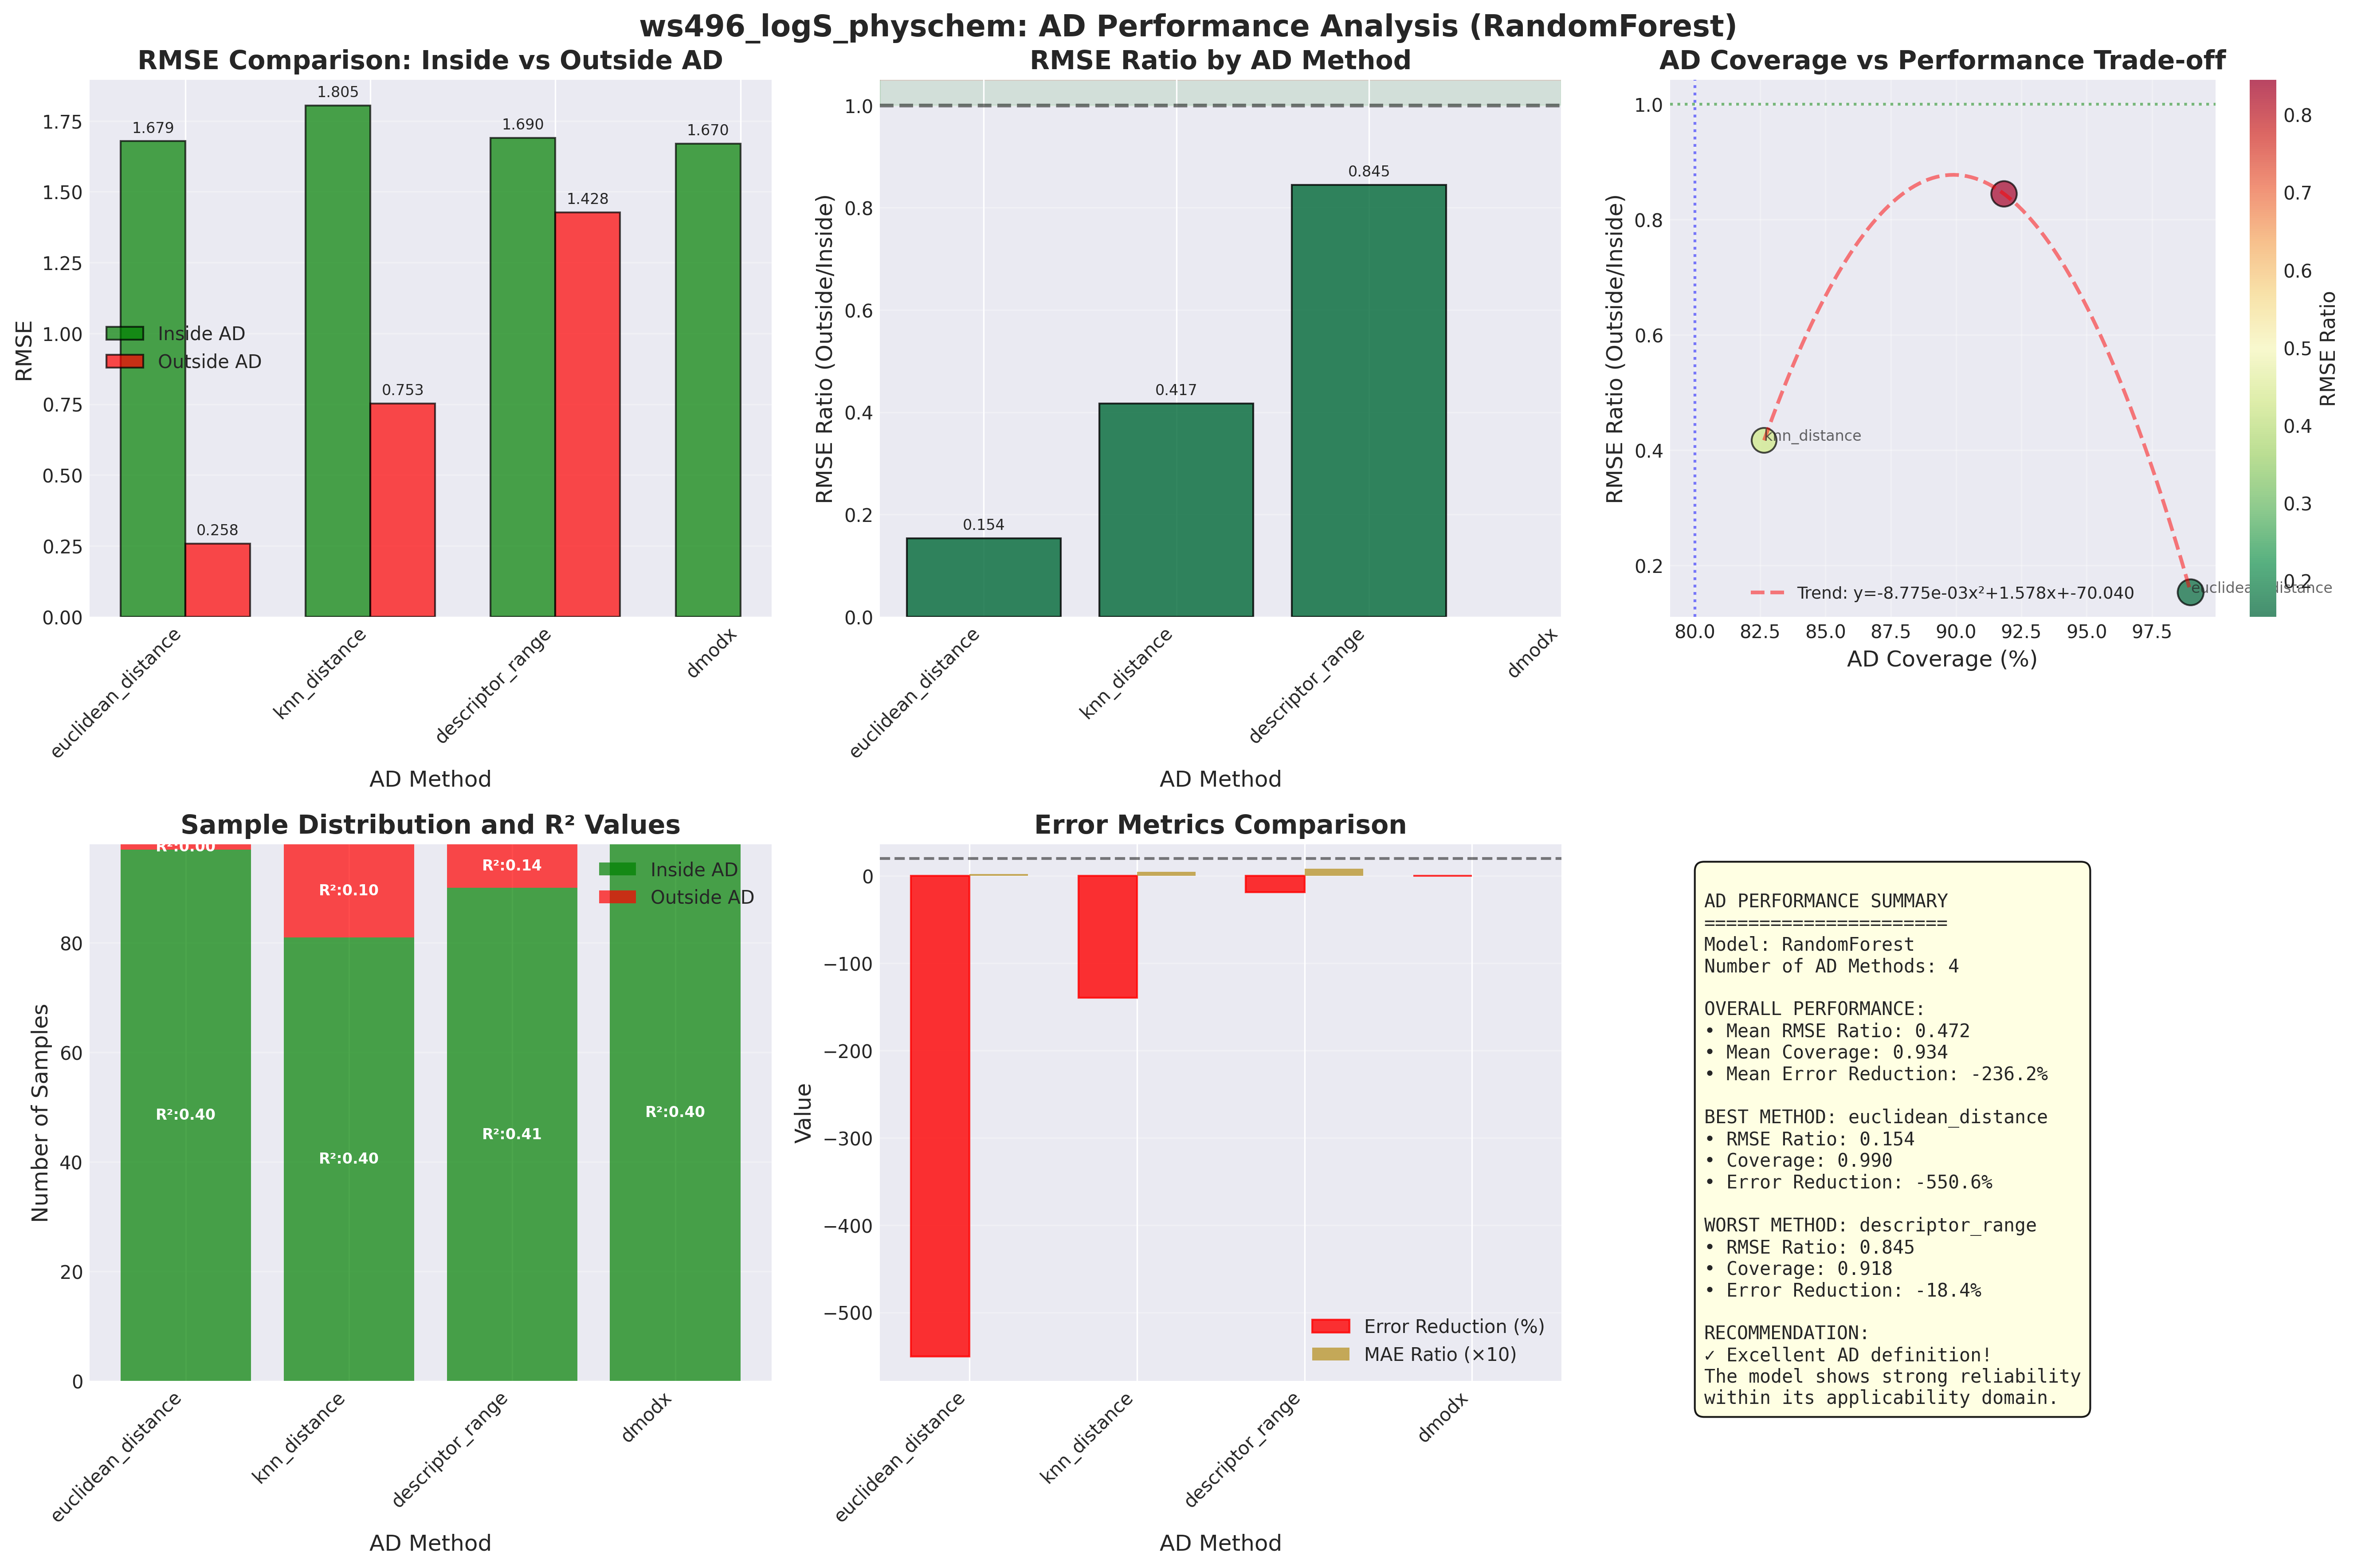 ws496_logS_physchem: AD Performance Analysis (RandomForest)
RMSE Comparison: Inside vs Outside AD
RMSE
1.75
1.50
1.25
1.00
0.75
0.50
0.25
0.00
1.679
0.258
1.805
0.753
1.690
1.428
1.670
Inside AD
Outside AD
euclidean_distance
knn_distance
descriptor_range
dmodx
AD Method
RMSE Ratio by AD Method
RMSE Ratio (Outside/Inside)
1.0
0.8
0.6
0.4
0.2
0.0
0.154
0.417
0.845
euclidean_distance
knn_distance
descriptor_range
dmodx
AD Method
AD Coverage vs Performance Trade-off
RMSE Ratio (Outside/Inside)
1.0
0.8
0.6
0.4
0.2
knn_distance
euclidean_distance
Trend: y=-8.775e-03x²+1.578x+-70.040
80.0
82.5
85.0
87.5
90.0
92.5
95.0
97.5
AD Coverage (%)
0.8
0.7
0.6
0.5
0.4
0.3
0.2
RMSE Ratio
Sample Distribution and R² Values
Number of Samples
80
60
40
20
0
R²:0.00
R²:0.40
R²:0.10
R²:0.40
R²:0.14
R²:0.41
R²:0.40
Inside AD
Outside AD
euclidean_distance
knn_distance
descriptor_range
dmodx
AD Method
Error Metrics Comparison
Value
0
−100
−200
−300
−400
−500
Error Reduction (%)
MAE Ratio (×10)
euclidean_distance
knn_distance
descriptor_range
dmodx
AD Method
AD PERFORMANCE SUMMARY
======================
Model: RandomForest
Number of AD Methods: 4
OVERALL PERFORMANCE:
• Mean RMSE Ratio: 0.472
• Mean Coverage: 0.934
• Mean Error Reduction: -236.2%
BEST METHOD: euclidean_distance
• RMSE Ratio: 0.154
• Coverage: 0.990
• Error Reduction: -550.6%
WORST METHOD: descriptor_range
• RMSE Ratio: 0.845
• Coverage: 0.918
• Error Reduction: -18.4%
RECOMMENDATION:
✓ Excellent AD definition!
The model shows strong reliability
within its applicability domain.